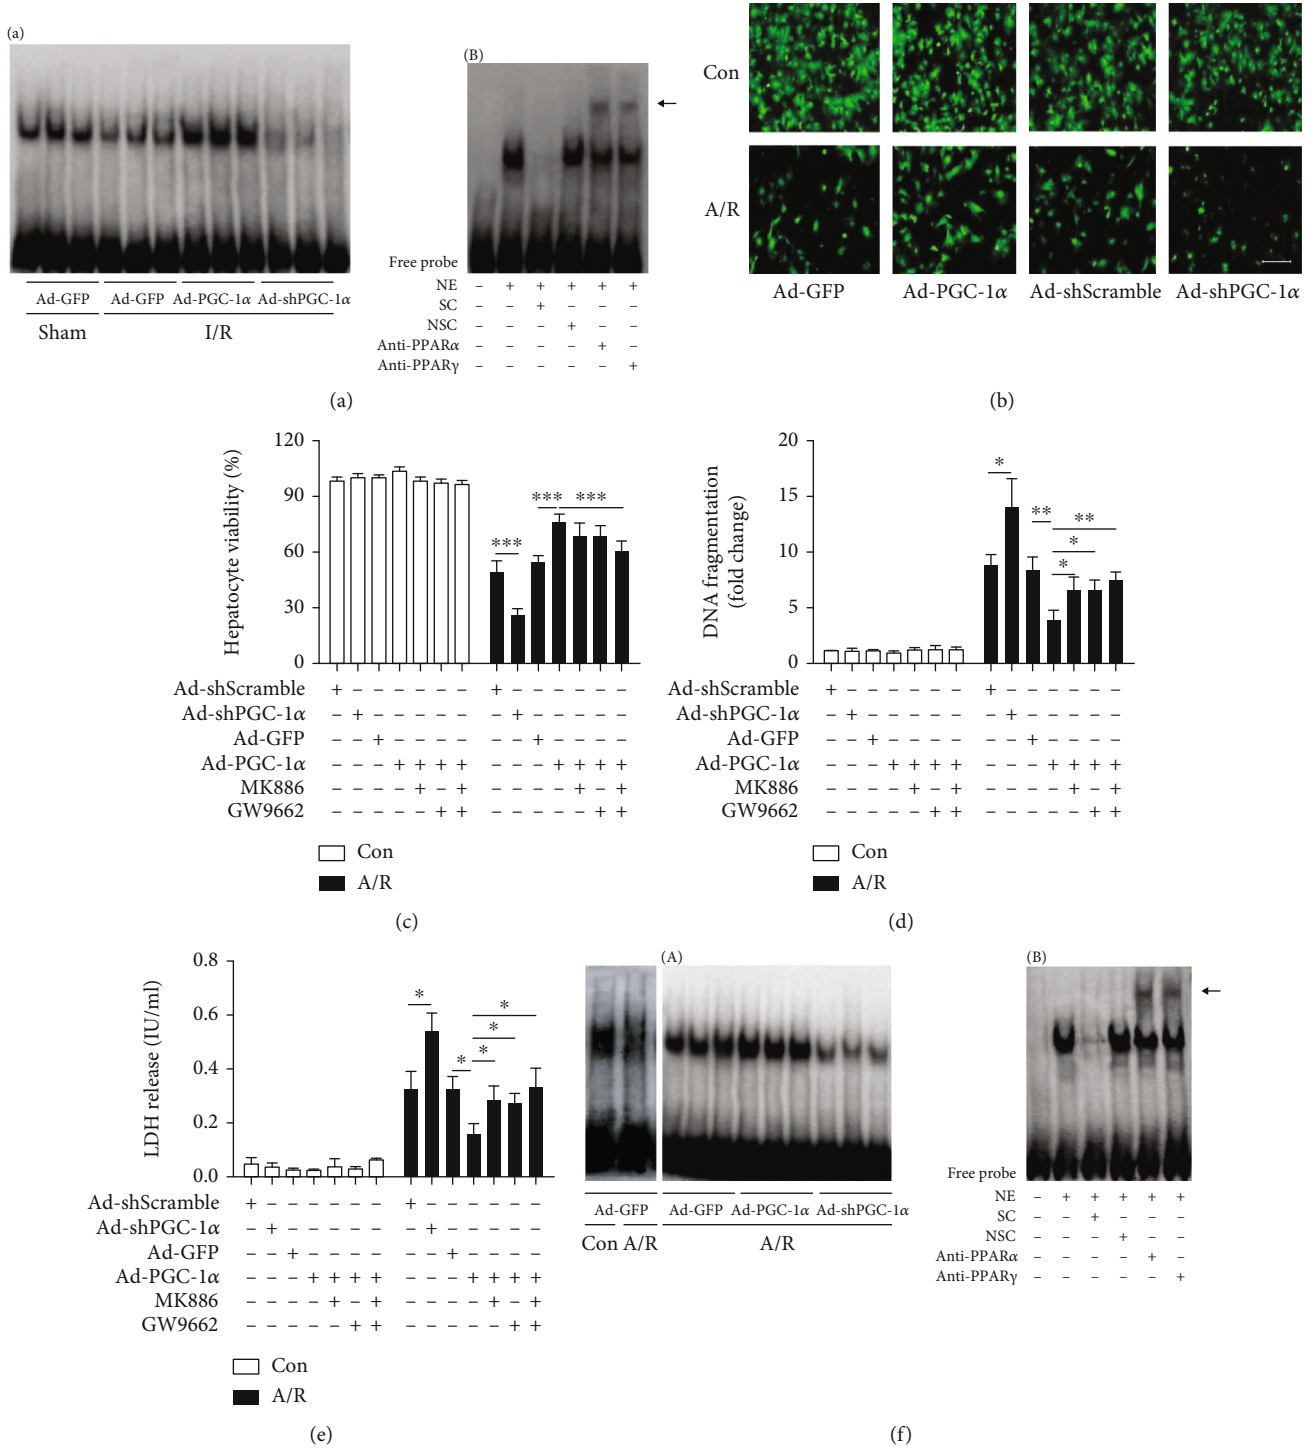 (a)
Ad-GFP Ad-GFP Ad-PGC-1α Ad-shPGC-1α
Sham I/R
(B)
Free probe
NE – + + + + +
SC – – + – – –
NSC – – – + – –
Anti-PPARα – – – – + –
Anti-PPARγ – – – – – +
(a)
Con
A/R
Ad-GFP Ad-PGC-1α Ad-shScramble Ad-shPGC-1α
(b)
Hepatocyte viability (%)
120
90
60
30
0
*** *** ***
Ad-shScramble + – – – – – – + – – – – – –
Ad-shPGC-1α – + – – – – – – + – – – – –
Ad-GFP – – + – – – – – – + – – – –
Ad-PGC-1α – – – + + + + – – – + + + +
MK886 – – – – + – + – – – – + – +
GW9662 – – – – – + + – – – – – + +
Con
A/R
(c)
DNA fragmentation
(fold change)
20
15
10
5
0
* ** * * **
Ad-shScramble + – – – – – – + – – – – – –
Ad-shPGC-1α – + – – – – – – + – – – – –
Ad-GFP – – + – – – – – – + – – – –
Ad-PGC-1α – – – + + + + – – – + + + +
MK886 – – – – + – + – – – – + – +
GW9662 – – – – – + + – – – – – + +
Con
A/R
(d)
LDH release (IU/ml)
0.8
0.6
0.4
0.2
0.0
* * * * *
Ad-shScramble + – – – – – – + – – – – – –
Ad-shPGC-1α – + – – – – – – + – – – – –
Ad-GFP – – + – – – – – – + – – – –
Ad-PGC-1α – – – + + + + – – – + + + +
MK886 – – – – + – + – – – – + – +
GW9662 – – – – – + + – – – – – + +
Con
A/R
(e)
(A)
Ad-GFP Ad-GFP Ad-PGC-1α Ad-shPGC-1α
Con A/R A/R
(B)
Free probe
NE – + + + + +
SC – – + – – –
NSC – – – + – –
Anti-PPARα – – – – + –
Anti-PPARγ – – – – – +
(f)